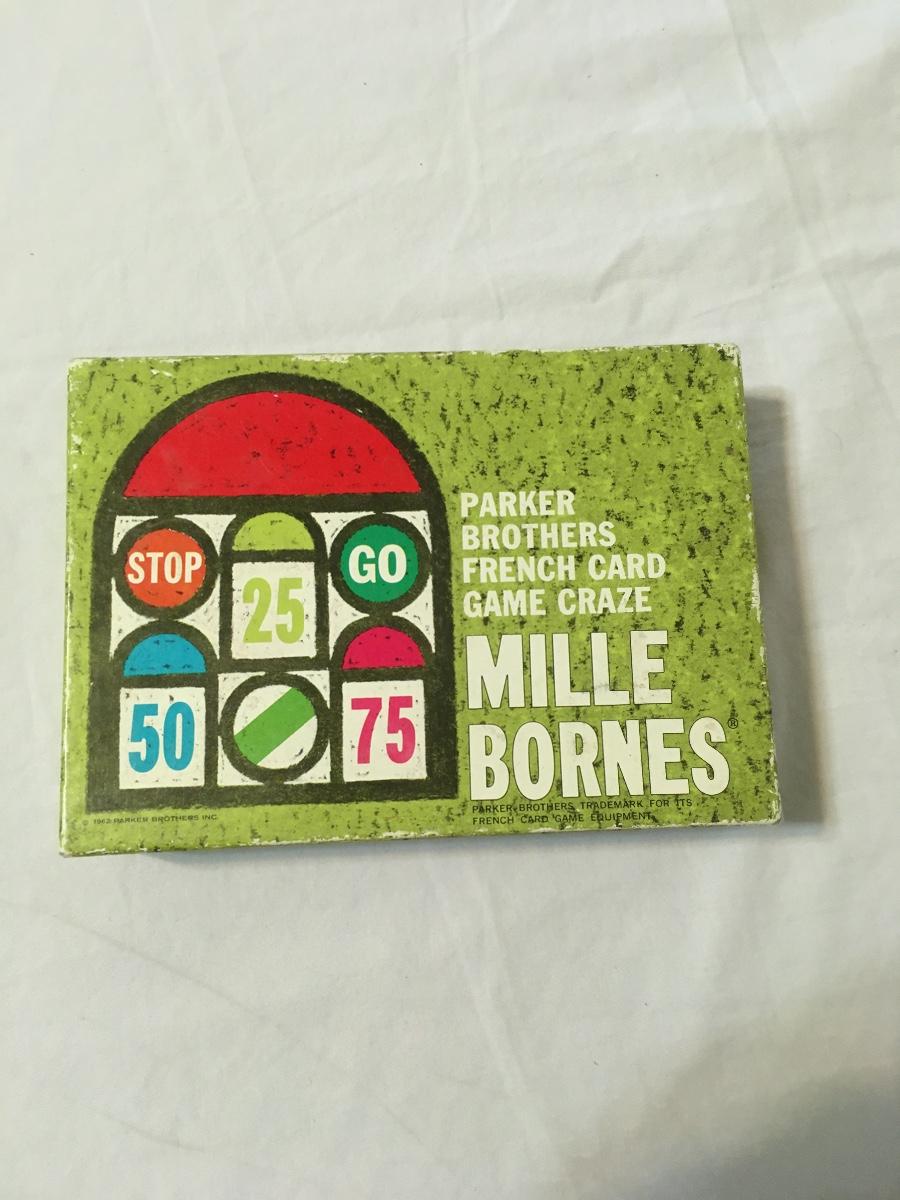 STOP
25
GO
50
75
PARKER
BROTHERS
FRENCH CARD
GAME CRAZE
MILLE
BORNES®
PARKER BROTHERS TRADEMARK FOR ITS
FRENCH CARD GAME EQUIPMENT
© 1962 PARKER BROTHERS INC.